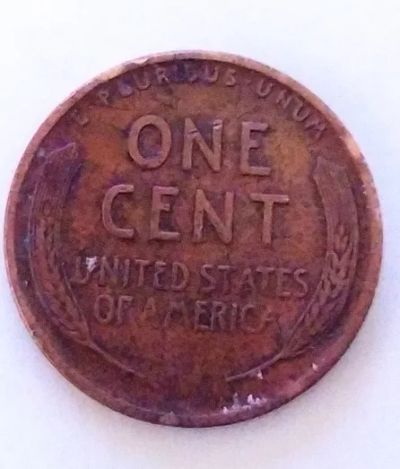 E·PLURIBUS·UNUM
ONE
CENT
UNITED STATES
OF AMERICA